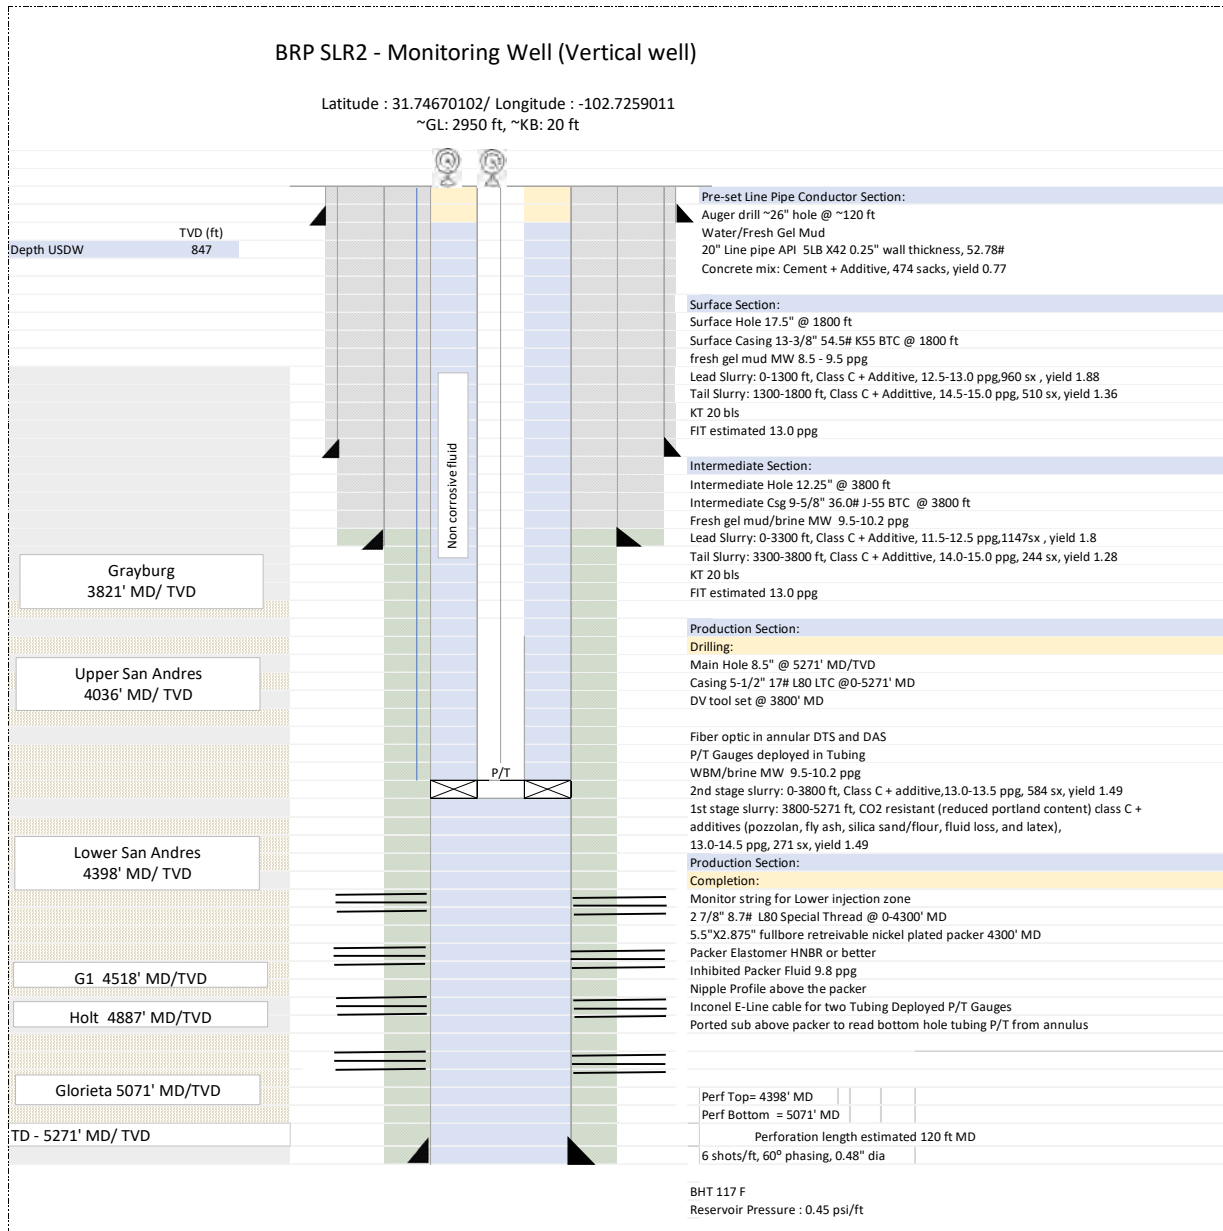 BRP SLR2 - Monitoring Well (Vertical well)
Latitude : 31.74670102/ Longitude : -102.7259011
~GL: 2950 ft, ~KB: 20 ft
TVD (ft)
Depth USDW 847
Non corrosive fluid
P/T
Grayburg
3821' MD/ TVD
Upper San Andres
4036' MD/ TVD
Lower San Andres
4398' MD/ TVD
G1 4518' MD/TVD
Holt 4887' MD/TVD
Glorieta 5071' MD/TVD
TD - 5271' MD/ TVD
Pre-set Line Pipe Conductor Section:
Auger drill ~26" hole @ ~120 ft
Water/Fresh Gel Mud
20" Line pipe API 5LB X42 0.25" wall thickness, 52.78#
Concrete mix: Cement + Additive, 474 sacks, yield 0.77
Surface Section:
Surface Hole 17.5" @ 1800 ft
Surface Casing 13-3/8" 54.5# K55 BTC @ 1800 ft
fresh gel mud MW 8.5 - 9.5 ppg
Lead Slurry: 0-1300 ft, Class C + Additive, 12.5-13.0 ppg,960 sx , yield 1.88
Tail Slurry: 1300-1800 ft, Class C + Addittive, 14.5-15.0 ppg, 510 sx, yield 1.36
KT 20 bls
FIT estimated 13.0 ppg
Intermediate Section:
Intermediate Hole 12.25" @ 3800 ft
Intermediate Csg 9-5/8" 36.0# J-55 BTC @ 3800 ft
Fresh gel mud/brine MW 9.5-10.2 ppg
Lead Slurry: 0-3300 ft, Class C + Additive, 11.5-12.5 ppg,1147sx , yield 1.8
Tail Slurry: 3300-3800 ft, Class C + Addittive, 14.0-15.0 ppg, 244 sx, yield 1.28
KT 20 bls
FIT estimated 13.0 ppg
Production Section:
Drilling:
Main Hole 8.5" @ 5271' MD/TVD
Casing 5-1/2" 17# L80 LTC @0-5271' MD
DV tool set @ 3800' MD
Fiber optic in annular DTS and DAS
P/T Gauges deployed in Tubing
WBM/brine MW 9.5-10.2 ppg
2nd stage slurry: 0-3800 ft, Class C + additive,13.0-13.5 ppg, 584 sx, yield 1.49
1st stage slurry: 3800-5271 ft, CO2 resistant (reduced portland content) class C +
additives (pozzolan, fly ash, silica sand/flour, fluid loss, and latex),
13.0-14.5 ppg, 271 sx, yield 1.49
Production Section:
Completion:
Monitor string for Lower injection zone
2 7/8" 8.7# L80 Special Thread @ 0-4300' MD
5.5"X2.875" fullbore retreivable nickel plated packer 4300' MD
Packer Elastomer HNBR or better
Inhibited Packer Fluid 9.8 ppg
Nipple Profile above the packer
Inconel E-Line cable for two Tubing Deployed P/T Gauges
Ported sub above packer to read bottom hole tubing P/T from annulus
Perf Top= 4398' MD
Perf Bottom = 5071' MD
Perforation length estimated 120 ft MD
6 shots/ft, 60⁰ phasing, 0.48" dia
BHT 117 F
Reservoir Pressure : 0.45 psi/ft